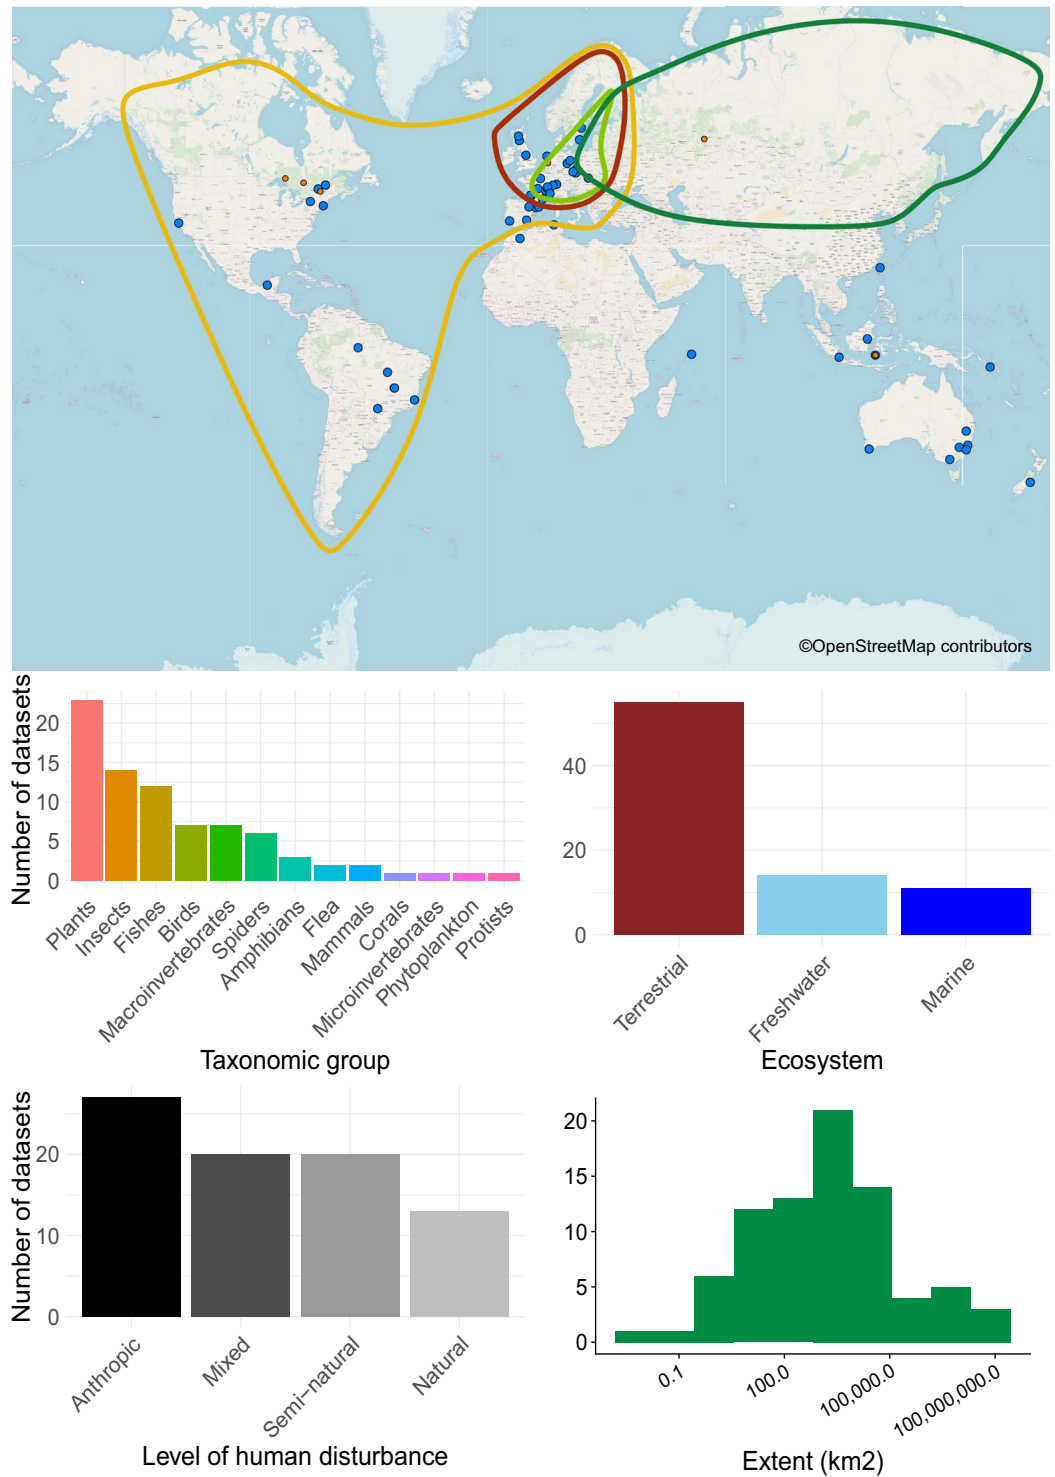 ©OpenStreetMap contributors
Number of datasets
20
15
10
5
0
Plants
Insects
Fishes
Birds
Macroinvertebrates
Spiders
Amphibians
Flea
Mammals
Corals
Microinvertebrates
Phytoplankton
Protists
Taxonomic group
40
20
0
Terrestrial
Freshwater
Marine
Ecosystem
Number of datasets
20
10
0
Anthropic
Mixed
Semi−natural
Natural
Level of human disturbance
20
15
10
5
0
0.1
100.0
100,000.0
100,000,000.0
Extent (km2)